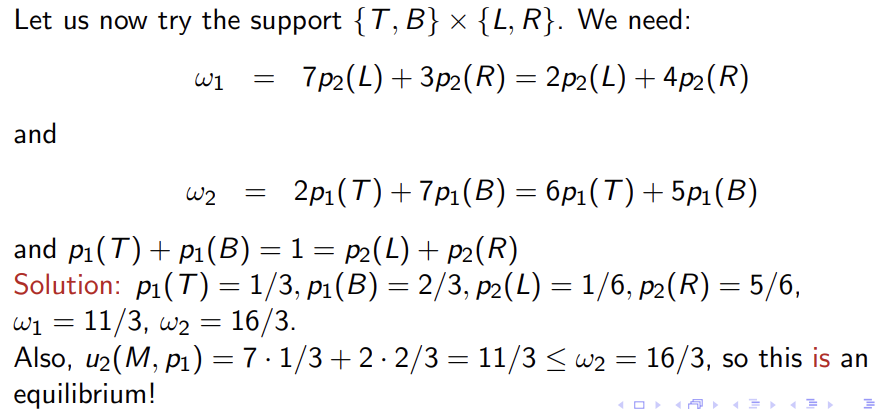 Let us now try the support {T, B} × {L, R}. We need:
ω₁ = 7p₂(L) + 3p₂(R) = 2p₂(L) + 4p₂(R)
and
ω₂ = 2p₁(T) + 7p₁(B) = 6p₁(T) + 5p₁(B)
and p₁(T) + p₁(B) = 1 = p₂(L) + p₂(R)
Solution: p₁(T) = 1/3, p₁(B) = 2/3, p₂(L) = 1/6, p₂(R) = 5/6,
ω₁ = 11/3, ω₂ = 16/3.
Also, u₂(M, p₁) = 7 · 1/3 + 2 · 2/3 = 11/3 ≤ ω₂ = 16/3, so this is an
equilibrium!